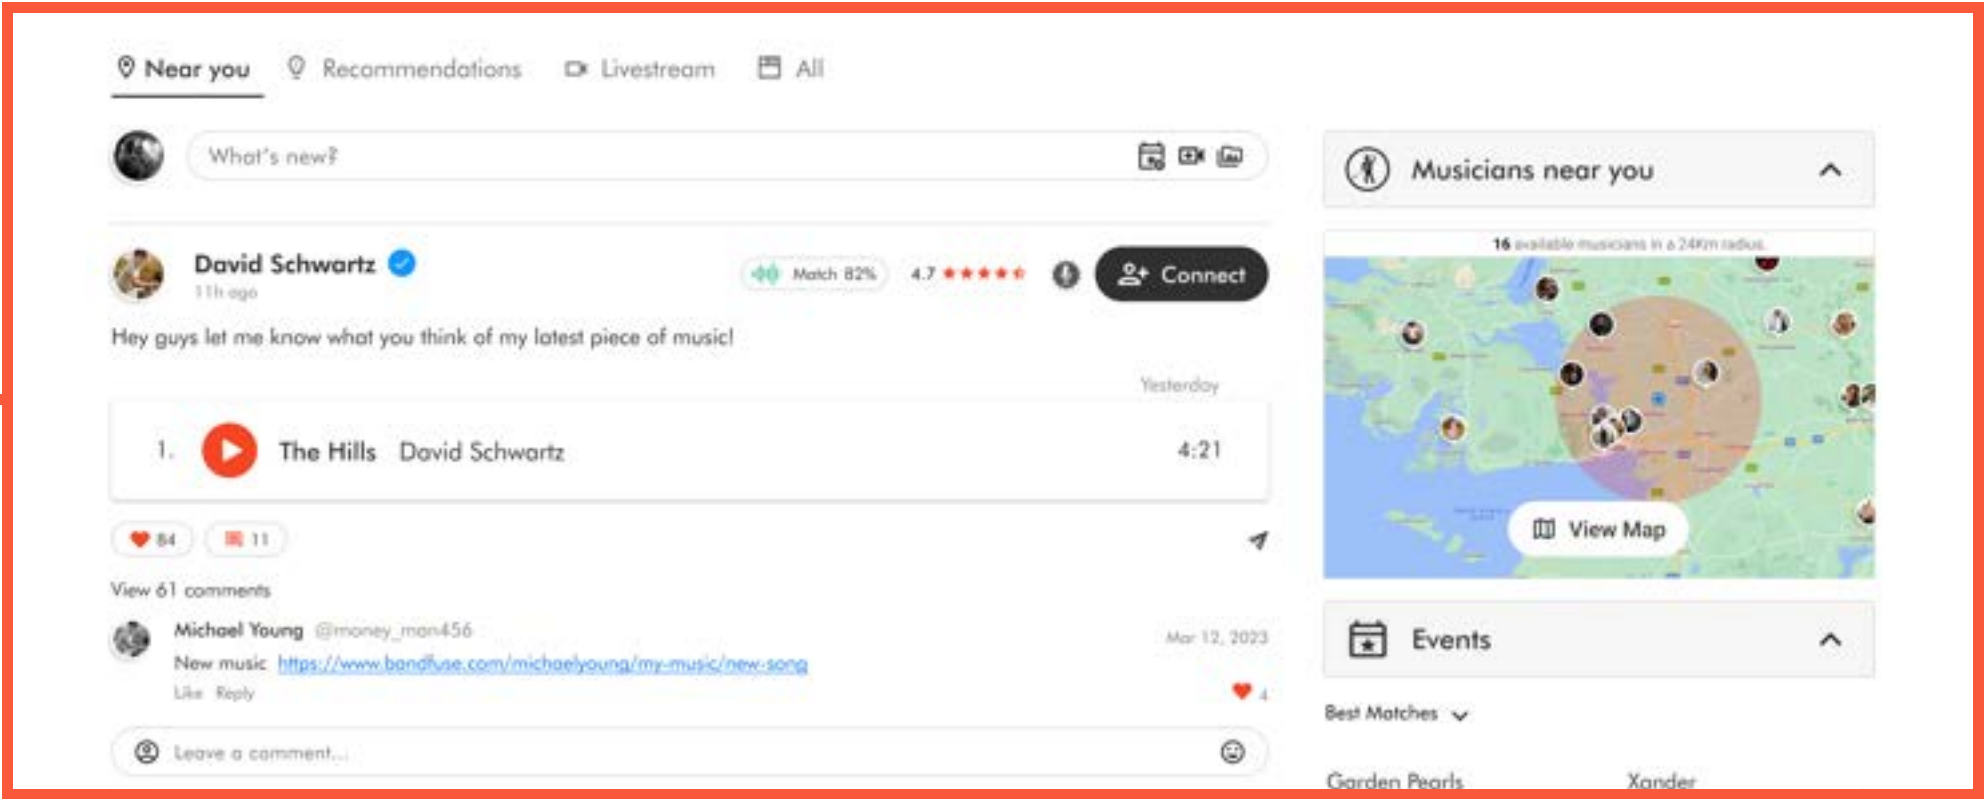 Near you Recommendations Livestream All
What's new?
David Schwartz
11h ago
Match 82% 4.7 Connect
Hey guys let me know what you think of my latest piece of music!
Yesterday
1. The Hills David Schwartz 4:21
84 11
View 61 comments
Michael Young @money_man456 Mar 12, 2023
New music https://www.bandfuse.com/michaelyoung/my-music/new-song
Like Reply 4
Leave a comment...
Musicians near you
16 available musicians in a 24Km radius.
View Map
Events
Best Matches
Garden Pearls Xander